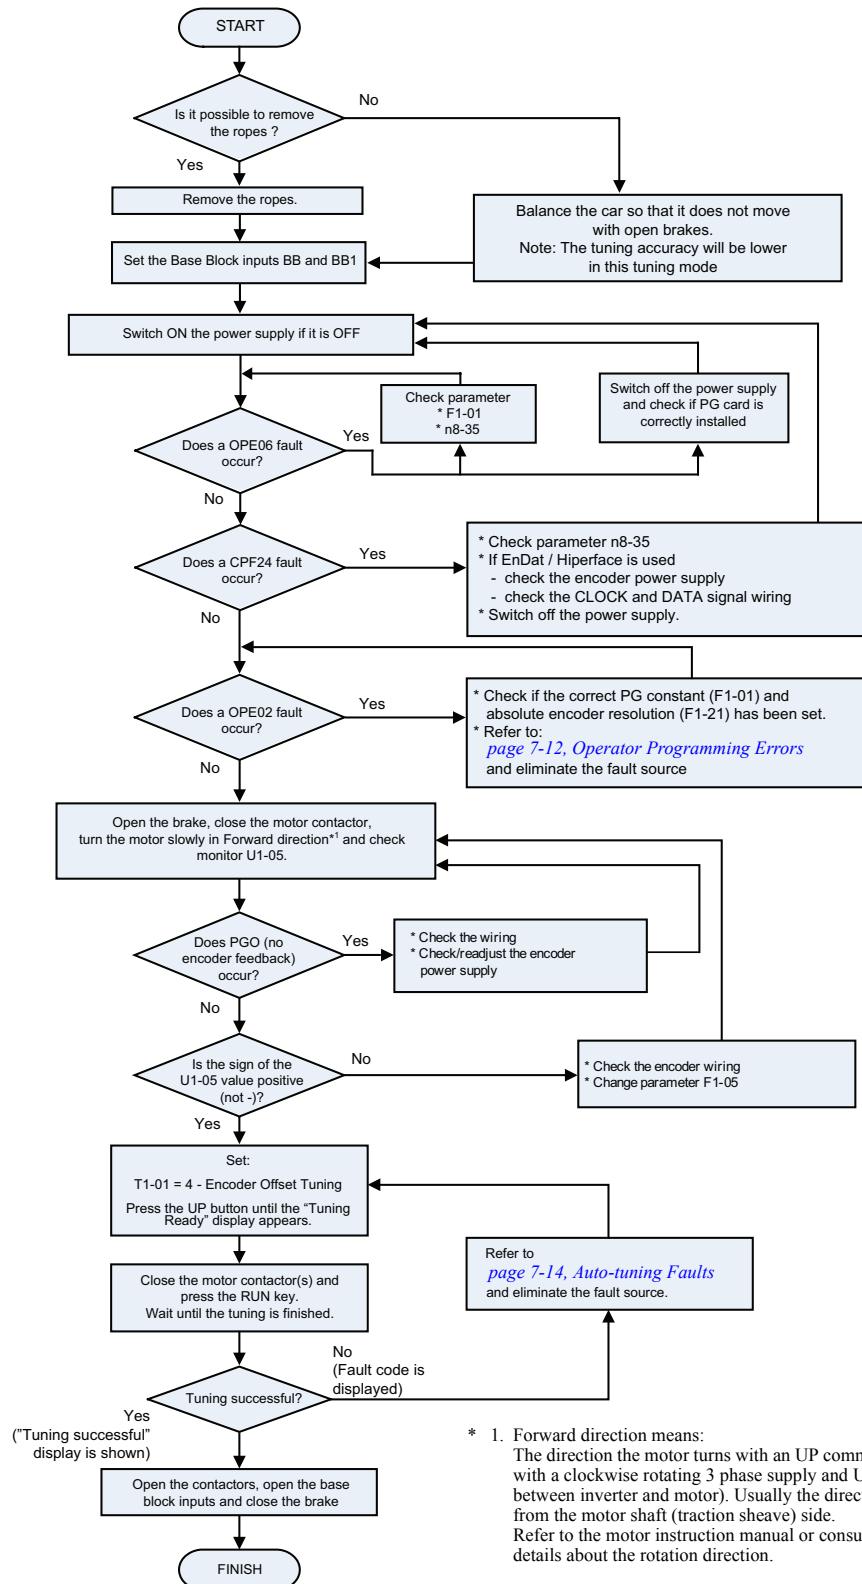 START
Is it possible to remove
the ropes ?
No
Yes
Remove the ropes.
Balance the car so that it does not move
with open brakes.
Note: The tuning accuracy will be lower
in this tuning mode
Set the Base Block inputs BB and BB1
Switch ON the power supply if it is OFF
Check parameter
* F1-01
* n8-35
Switch off the power supply
and check if PG card is
correctly installed
Does a OPE06 fault
occur?
Yes
No
Does a CPF24 fault
occur?
Yes
* Check parameter n8-35
* If EnDat / Hiperface is used
- check the encoder power supply
- check the CLOCK and DATA signal wiring
* Switch off the power supply.
No
Does a OPE02 fault
occur?
Yes
* Check if the correct PG constant (F1-01) and
absolute encoder resolution (F1-21) has been set.
* Refer to:
page 7-12, Operator Programming Errors
and eliminate the fault source
No
Open the brake, close the motor contactor,
turn the motor slowly in Forward direction*1 and check
monitor U1-05.
Does PGO (no
encoder feedback)
occur?
Yes
* Check the wiring
* Check/readjust the encoder
power supply
No
Is the sign of the
U1-05 value positive
(not -)?
No
* Check the encoder wiring
* Change parameter F1-05
Yes
Set:
T1-01 = 4 - Encoder Offset Tuning
Press the UP button until the “Tuning
Ready” display appears.
Refer to
page 7-14, Auto-tuning Faults
and eliminate the fault source.
Close the motor contactor(s) and
press the RUN key.
Wait until the tuning is finished.
No
(Fault code is
displayed)
Tuning successful?
Yes
("Tuning successful"
display is shown)
Open the contactors, open the base
block inputs and close the brake
FINISH
* 1. Forward direction means:
The direction the motor turns with an UP comm
with a clockwise rotating 3 phase supply and U
between inverter and motor). Usually the direc
from the motor shaft (traction sheave) side.
Refer to the motor instruction manual or consu
details about the rotation direction.